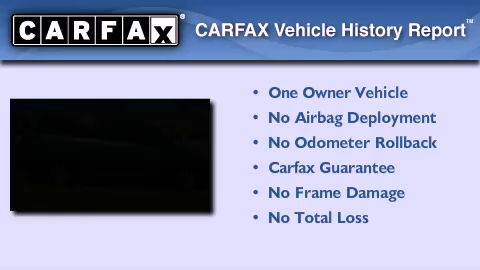 CARFAX® CARFAX Vehicle History Report™
• One Owner Vehicle
• No Airbag Deployment
• No Odometer Rollback
• Carfax Guarantee
• No Frame Damage
• No Total Loss